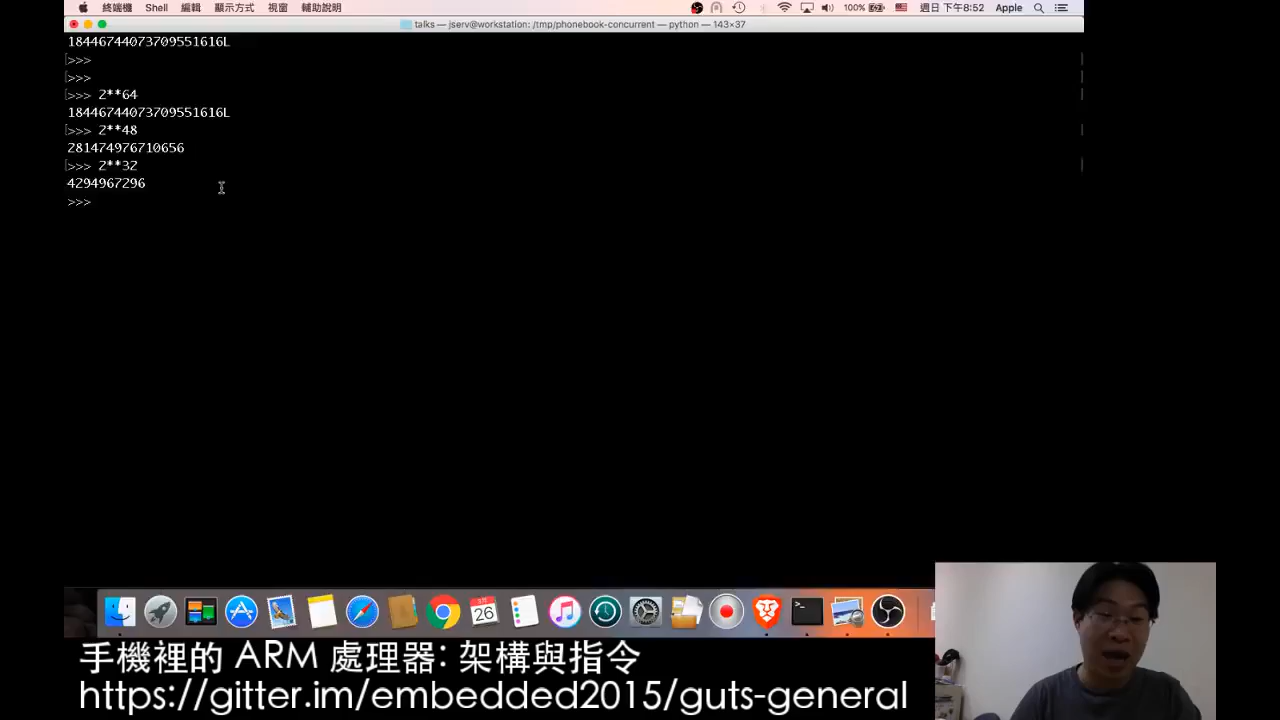 終端機 Shell 編輯 顯示方式 視窗 輔助說明 100% 週日 下午8:52 Apple
talks — jserv@workstation: /tmp/phonebook-concurrent — python — 143×37
18446744073709551616L
>>>
>>>
>>> 2**64
18446744073709551616L
>>> 2**48
281474976710656
>>> 2**32
4294967296
>>>
26
手機裡的 ARM 處理器: 架構與指令
https://gitter.im/embedded2015/guts-general